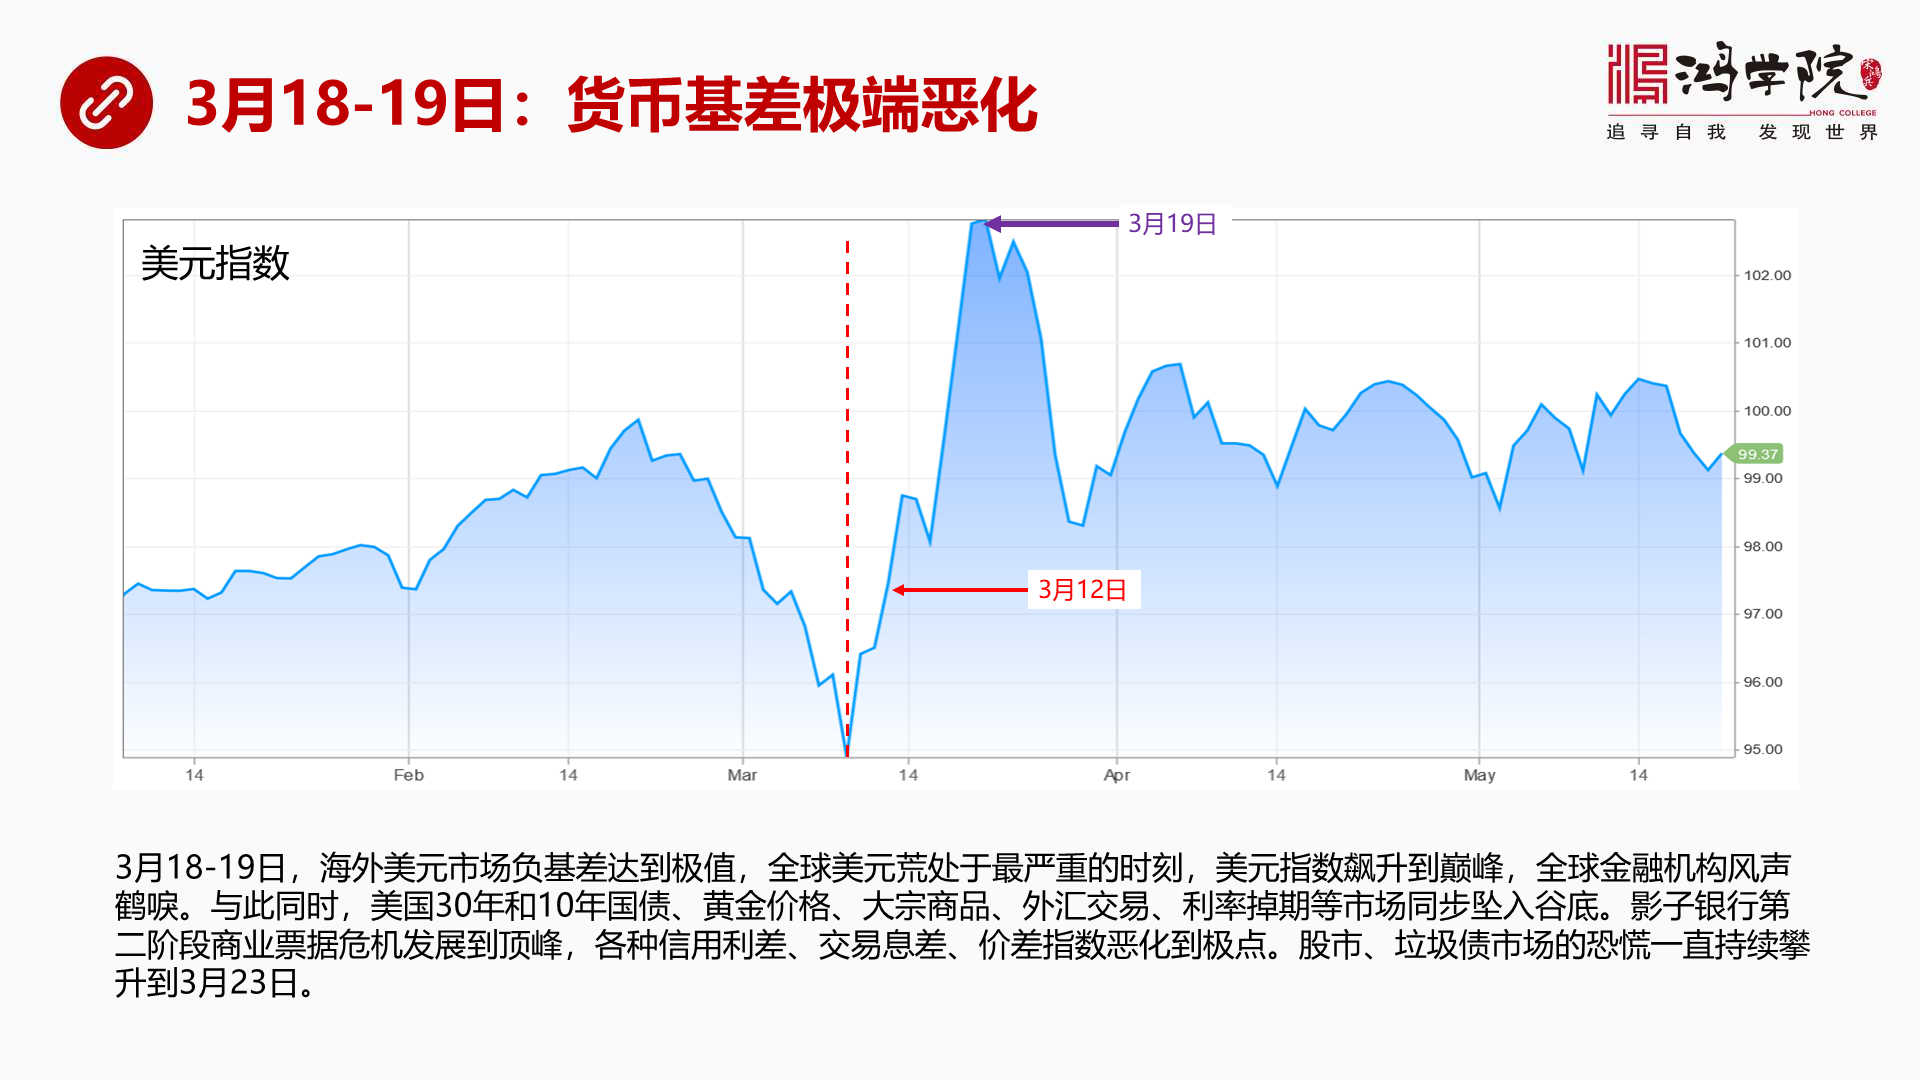 3月18-19日：货币基差极端恶化
鸿学院
宋鸿兵
HONG COLLEGE
追寻自我 发现世界
美元指数
3月19日
3月12日
102.00
101.00
100.00
99.37
99.00
98.00
97.00
96.00
95.00
14
Feb
14
Mar
14
Apr
14
May
14
3月18-19日，海外美元市场负基差达到极值，全球美元荒处于最严重的时刻，美元指数飙升到巅峰，全球金融机构风声
鹤唳。与此同时，美国30年和10年国债、黄金价格、大宗商品、外汇交易、利率掉期等市场同步坠入谷底。影子银行第
二阶段商业票据危机发展到顶峰，各种信用利差、交易息差、价差指数恶化到极点。股市、垃圾债市场的恐慌一直持续攀
升到3月23日。